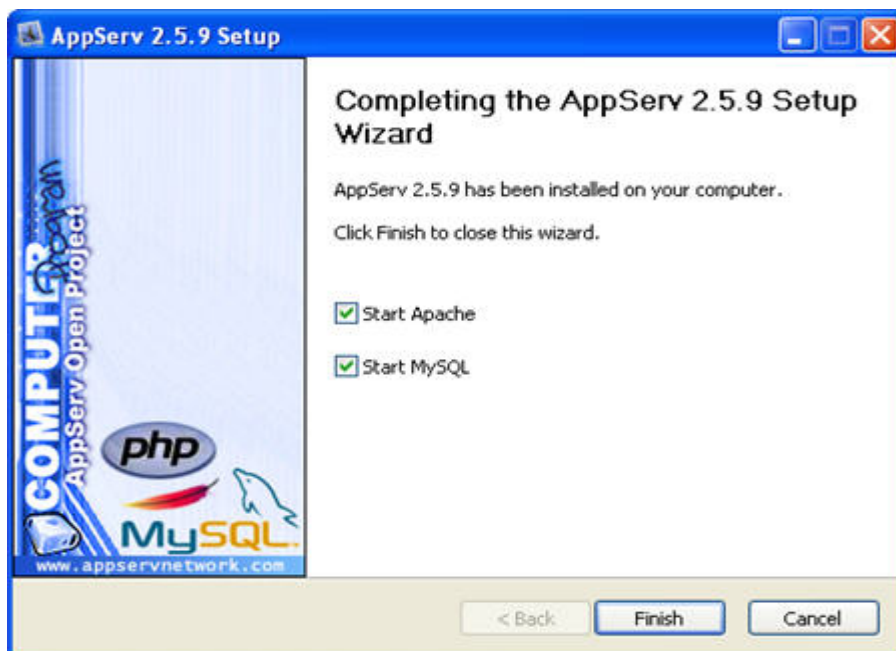 AppServ 2.5.9 Setup
Completing the AppServ 2.5.9 Setup
Wizard
AppServ 2.5.9 has been installed on your computer.
Click Finish to close this wizard.
Start Apache
Start MySQL
COMPUTER
Program
AppServ Open Project
php
MySQL
www.appservnetwork.com
< Back
Finish
Cancel